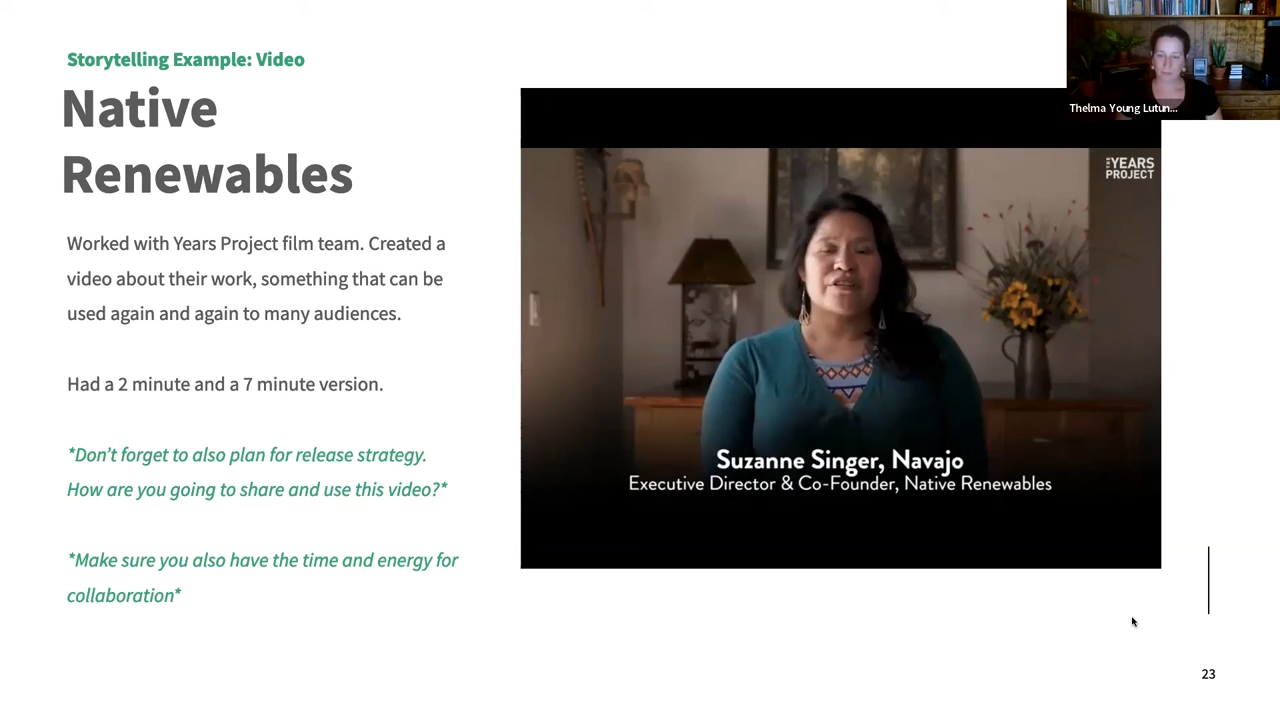 Storytelling Example: Video
Native
Renewables
Worked with Years Project film team. Created a
video about their work, something that can be
used again and again to many audiences.
Had a 2 minute and a 7 minute version.
*Don’t forget to also plan for release strategy.
How are you going to share and use this video?*
*Make sure you also have the time and energy for
collaboration*
THE YEARS
PROJECT
Suzanne Singer, Navajo
Executive Director & Co-Founder, Native Renewables
Thelma Young Lutun...
23